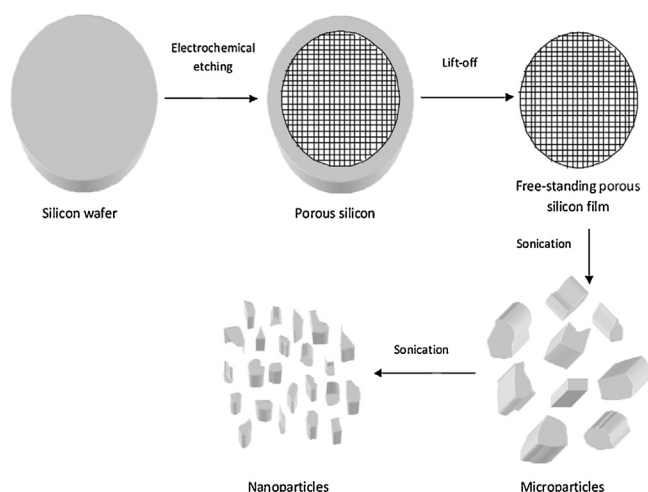 Electrochemical
etching
Lift-off
Silicon wafer
Porous silicon
Free-standing porous
silicon film
Sonication
Sonication
Nanoparticles
Microparticles